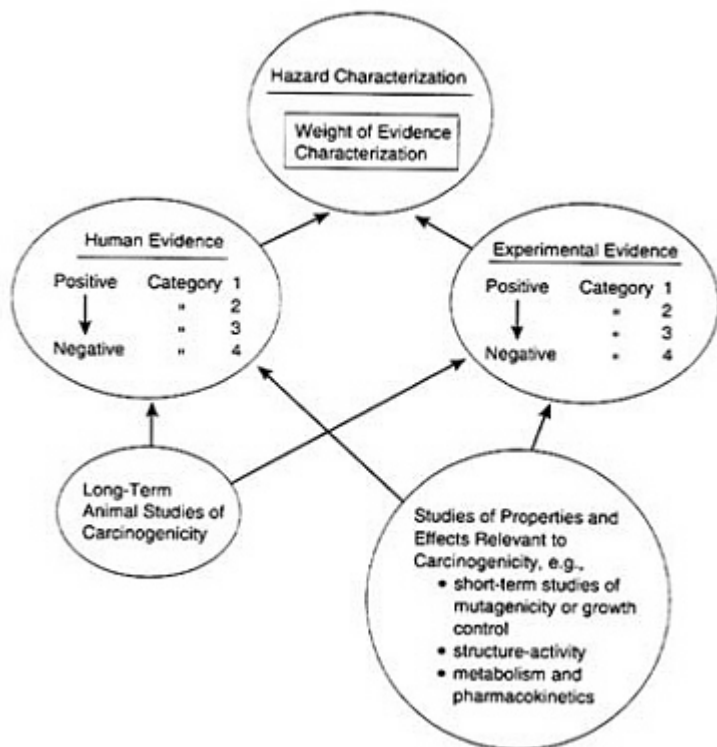 Hazard Characterization
Weight of Evidence
Characterization
Human Evidence
Positive Category 1
" 2
" 3
Negative " 4
Experimental Evidence
Positive Category 1
" 2
" 3
Negative " 4
Long-Term
Animal Studies of
Carcinogenicity
Studies of Properties and
Effects Relevant to
Carcinogenicity, e.g.,
• short-term studies of
mutagenicity or growth
control
• structure-activity
• metabolism and
pharmacokinetics